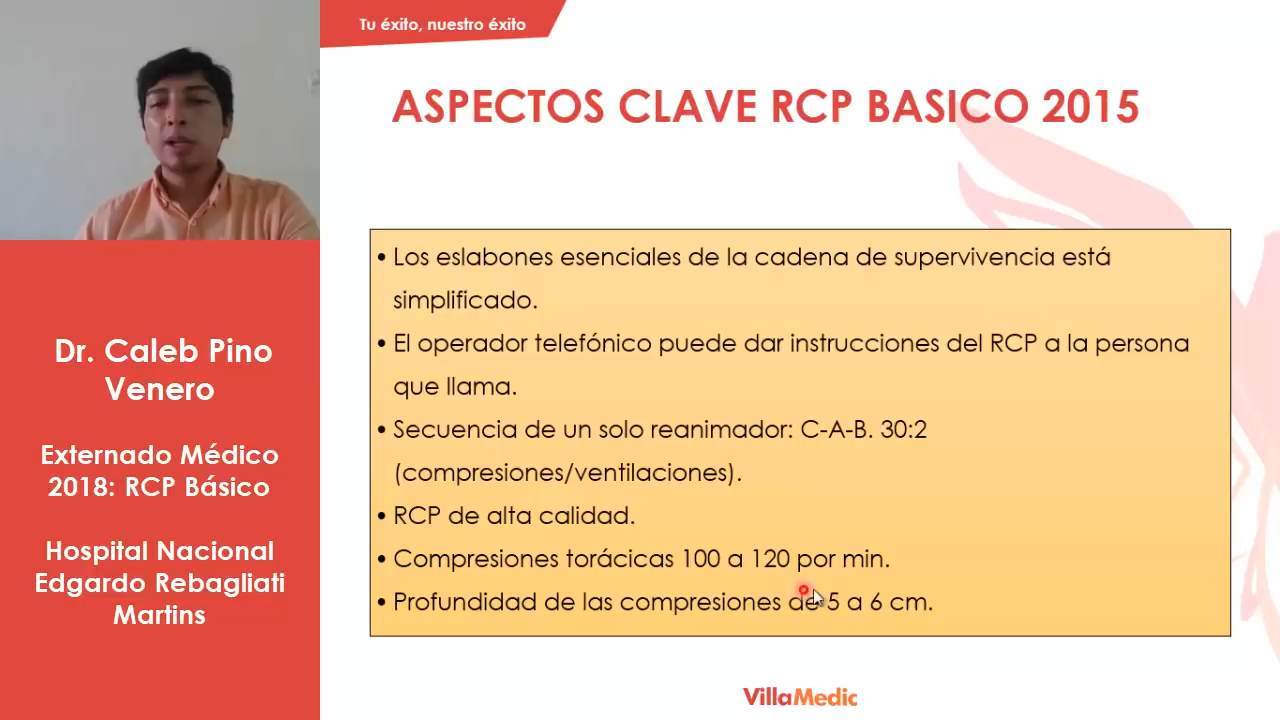 Tu éxito, nuestro éxito
ASPECTOS CLAVE RCP BASICO 2015
Dr. Caleb Pino
Venero
Externado Médico
2018: RCP Básico
Hospital Nacional
Edgardo Rebagliati
Martins
• Los eslabones esenciales de la cadena de supervivencia está
simplificado.
• El operador telefónico puede dar instrucciones del RCP a la persona
que llama.
• Secuencia de un solo reanimador: C-A-B. 30:2
(compresiones/ventilaciones).
• RCP de alta calidad.
• Compresiones torácicas 100 a 120 por min.
• Profundidad de las compresiones de 5 a 6 cm.
VillaMedic